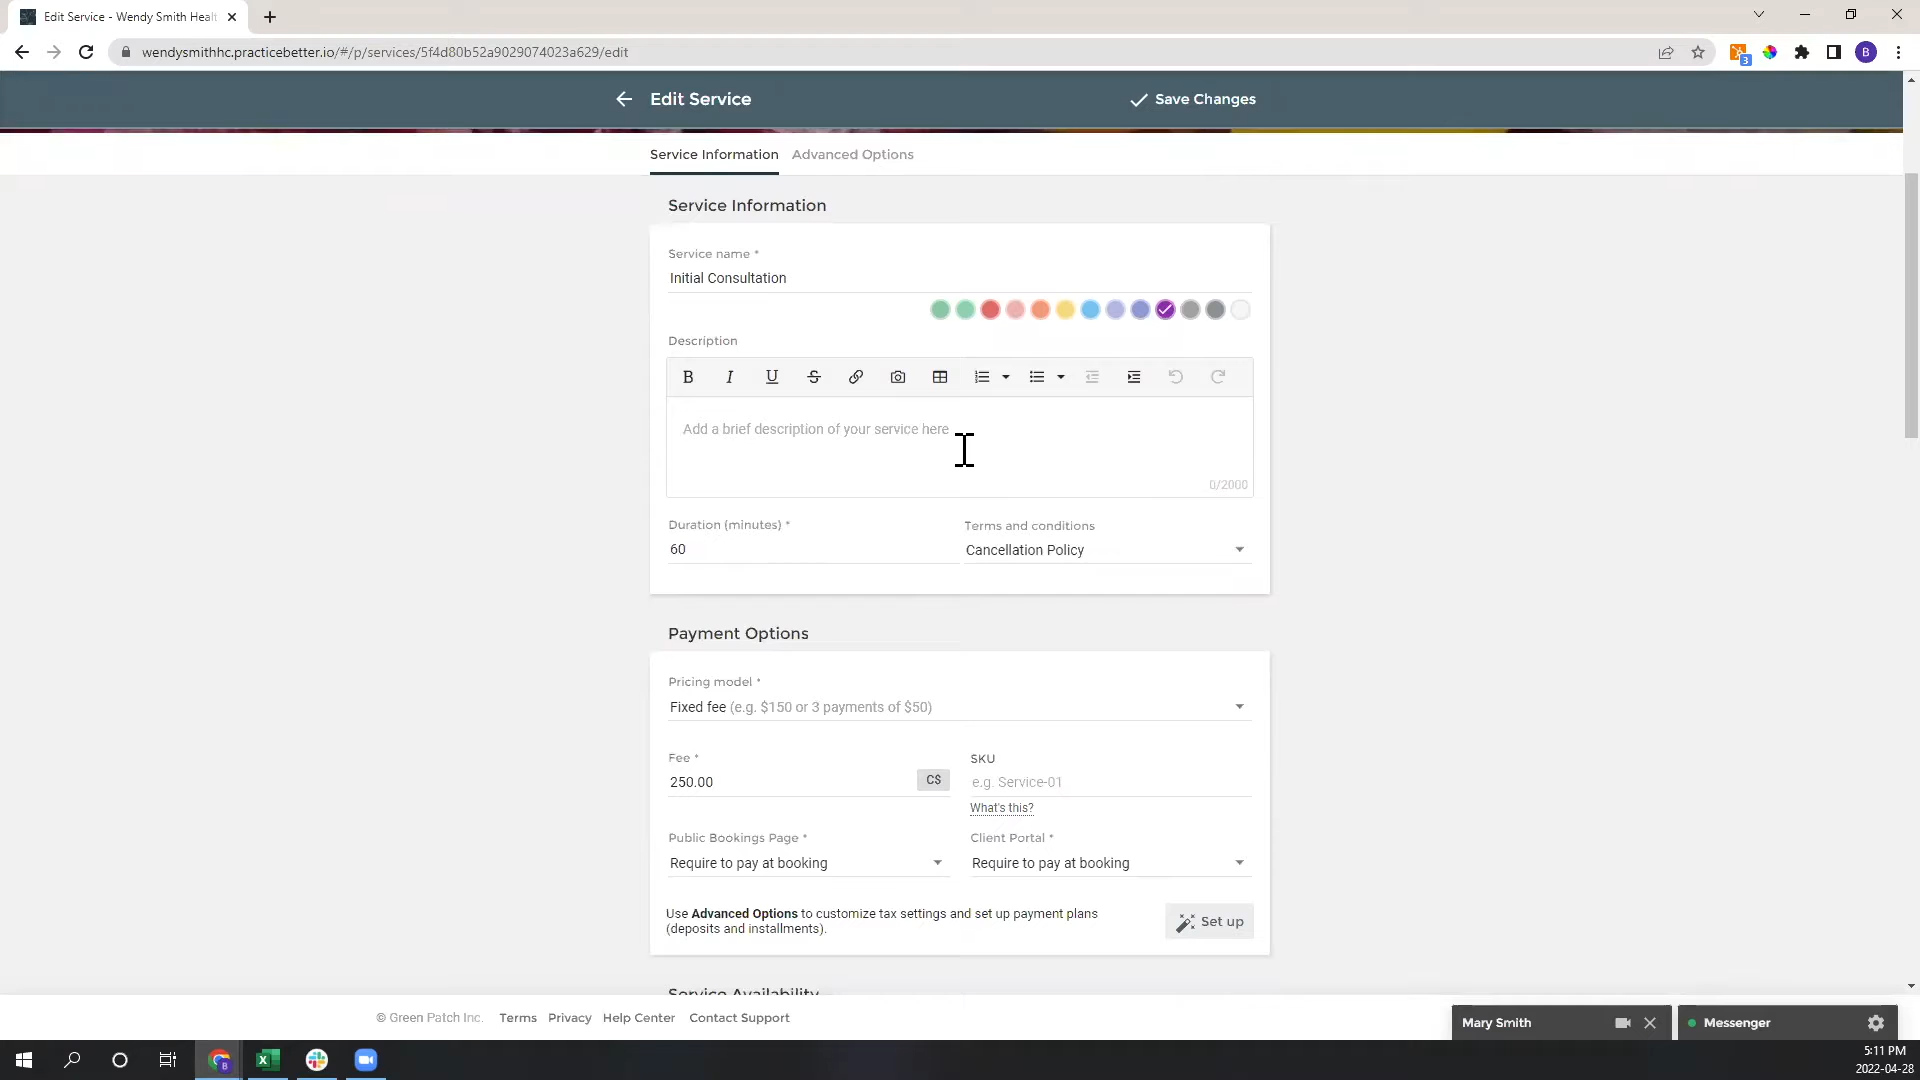 Edit Service - Wendy Smith Healt
wendysmithhc.practicebetter.io/#/p/services/5f4d80b52a9029074023a629/edit
3
B
Edit Service
Save Changes
Service Information
Advanced Options
Service Information
Service name *
Initial Consultation
Description
B I U S
Add a brief description of your service here
0/2000
Duration (minutes) *
60
Terms and conditions
Cancellation Policy
Payment Options
Pricing model *
Fixed fee (e.g. $150 or 3 payments of $50)
Fee *
250.00
C$
SKU
e.g. Service-01
What's this?
Public Bookings Page *
Require to pay at booking
Client Portal *
Require to pay at booking
Use Advanced Options to customize tax settings and set up payment plans
(deposits and installments).
Set up
Service Availability
© Green Patch Inc. Terms Privacy Help Center Contact Support
Mary Smith
Messenger
5:11 PM
2022-04-28